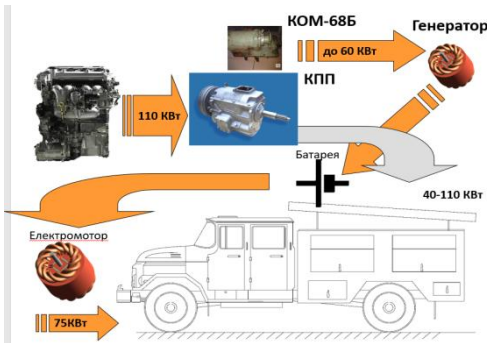 КОМ-68Б
Генератор
до 60 КВт
КПП
110 КВт
Батарея
40-110 КВт
Електромотор
75КВт